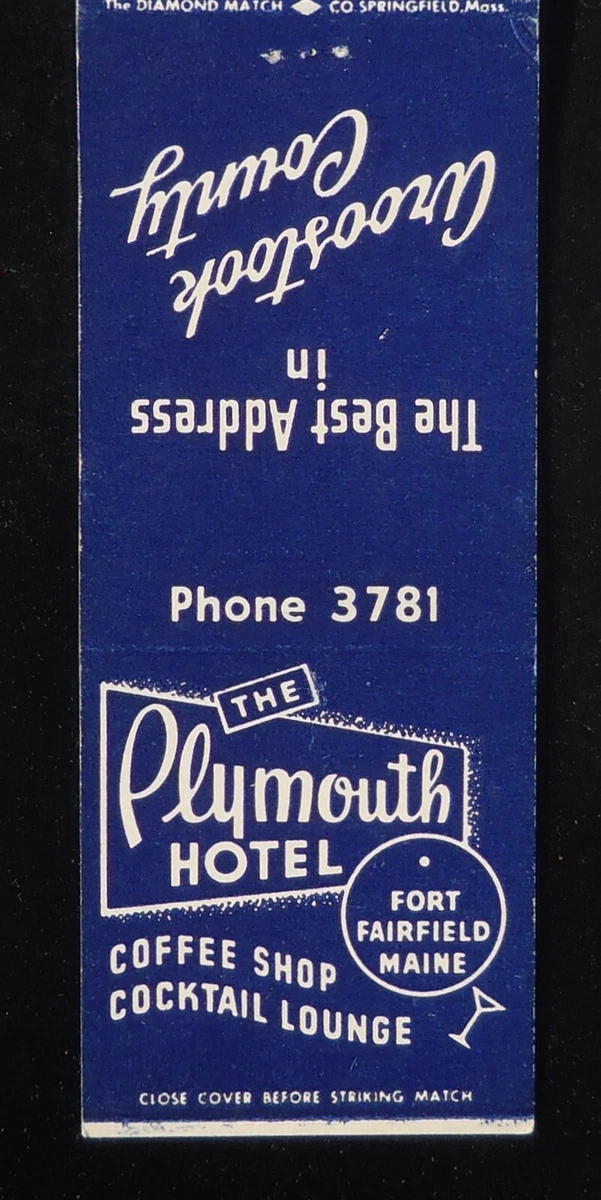 The DIAMOND MATCH CO. SPRINGFIELD, Mass.
The Best Address
in
Aroostook
County
Phone 3781
THE
Plymouth
HOTEL
FORT
FAIRFIELD
MAINE
COFFEE SHOP
COCKTAIL LOUNGE
CLOSE COVER BEFORE STRIKING MATCH